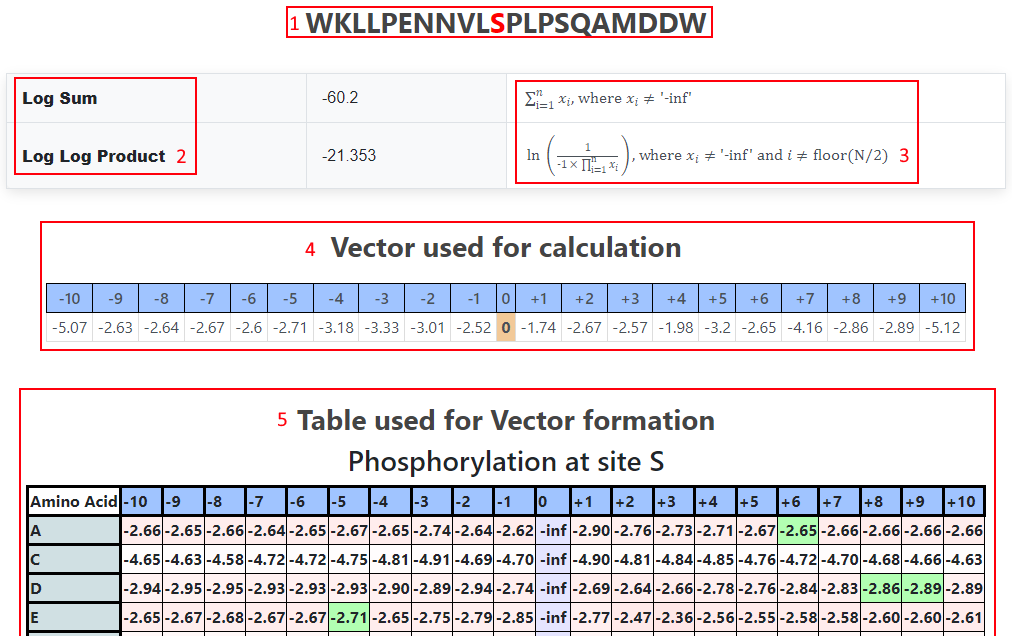 1 WKLLPENNVLSPLPSQAMDDW
Log Sum -60.2 ∑ⁿᵢ₌₁ xᵢ, where xᵢ ≠ '-inf'
Log Log Product 2 -21.353 ln (1 / (-1 × ∏ⁿᵢ₌₁ xᵢ)), where xᵢ ≠ '-inf' and i ≠ floor(N/2) 3
4 Vector used for calculation
-10 -9 -8 -7 -6 -5 -4 -3 -2 -1 0 +1 +2 +3 +4 +5 +6 +7 +8 +9 +10
-5.07 -2.63 -2.64 -2.67 -2.6 -2.71 -3.18 -3.33 -3.01 -2.52 0 -1.74 -2.67 -2.57 -1.98 -3.2 -2.65 -4.16 -2.86 -2.89 -5.12
5 Table used for Vector formation
Phosphorylation at site S
Amino Acid -10 -9 -8 -7 -6 -5 -4 -3 -2 -1 0 +1 +2 +3 +4 +5 +6 +7 +8 +9 +10
A -2.66 -2.65 -2.66 -2.64 -2.65 -2.67 -2.65 -2.74 -2.64 -2.62 -inf -2.90 -2.76 -2.73 -2.71 -2.67 -2.65 -2.66 -2.66 -2.66 -2.66
C -4.65 -4.63 -4.58 -4.72 -4.72 -4.75 -4.81 -4.91 -4.69 -4.70 -inf -4.90 -4.81 -4.84 -4.85 -4.76 -4.72 -4.70 -4.68 -4.66 -4.63
D -2.94 -2.95 -2.95 -2.93 -2.93 -2.93 -2.90 -2.89 -2.94 -2.74 -inf -2.69 -2.64 -2.66 -2.78 -2.76 -2.84 -2.83 -2.86 -2.89 -2.89
E -2.65 -2.67 -2.68 -2.67 -2.67 -2.71 -2.65 -2.75 -2.79 -2.85 -inf -2.77 -2.47 -2.36 -2.56 -2.55 -2.58 -2.58 -2.60 -2.60 -2.61